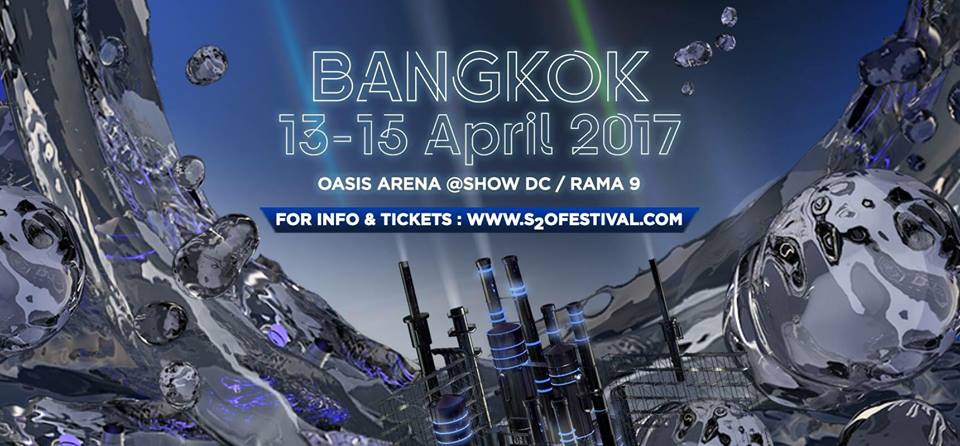 BANGKOK
13-15 April 2017
OASIS ARENA @SHOW DC / RAMA 9
FOR INFO & TICKETS : WWW.S2OFESTIVAL.COM